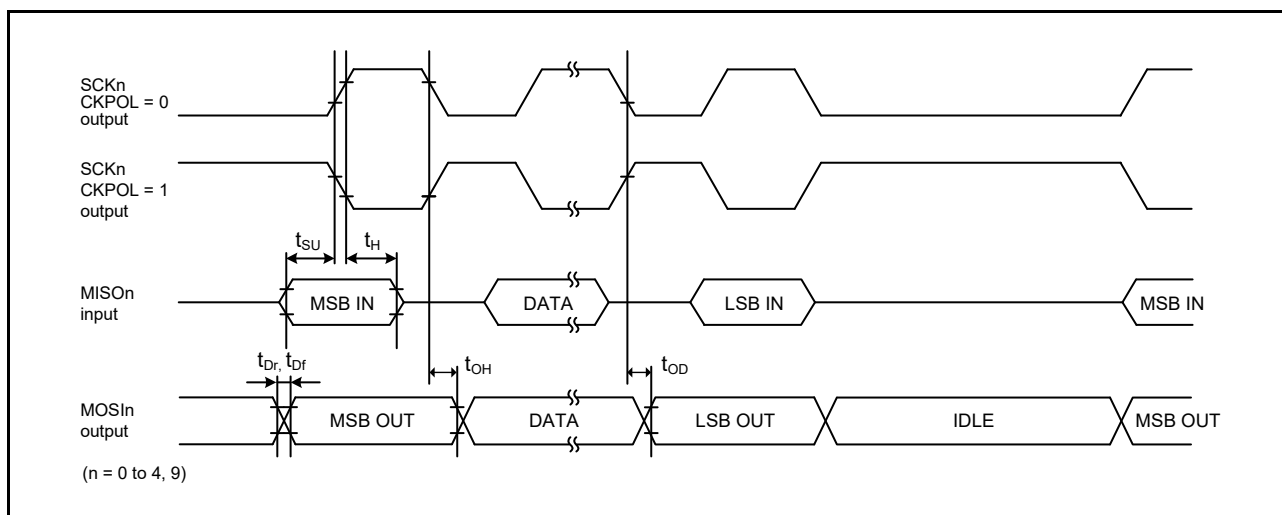 SCKn
CKPOL = 0
output
SCKn
CKPOL = 1
output
tSU
tH
MISOn
input
MSB IN
DATA
LSB IN
MSB IN
tDr, tDf
tOH
tOD
MOSIn
output
MSB OUT
DATA
LSB OUT
IDLE
MSB OUT
(n = 0 to 4, 9)